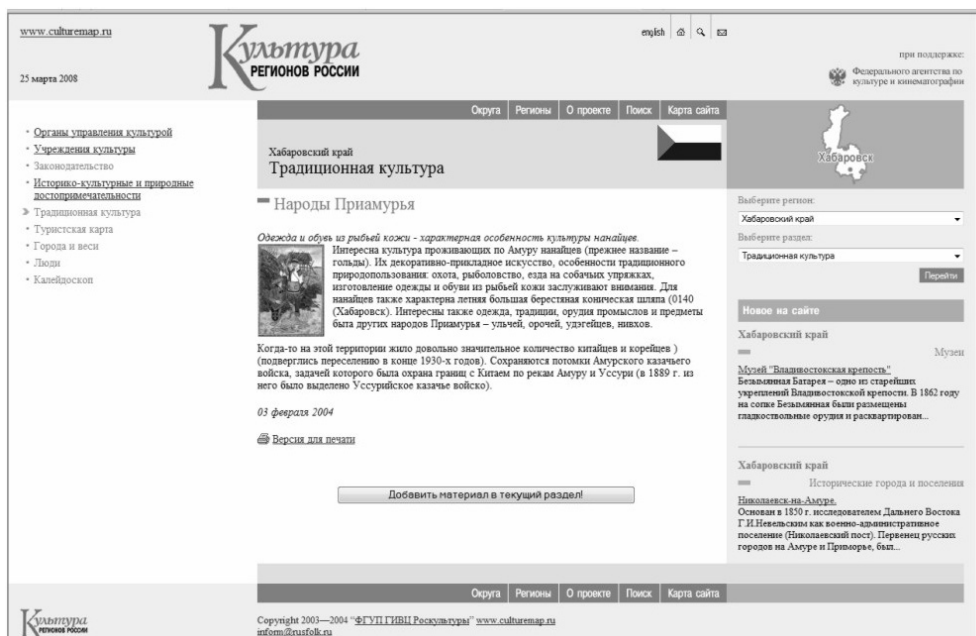 www.culturemap.ru
25 марта 2008
Культура
РЕГИОНОВ РОССИИ
english
при поддержке:
Федерального агентства по
культуре и кинематографии
Округа Регионы О проекте Поиск Карта сайта
Органы управления культурой
Учреждения культуры
Законодательство
Историко-культурные и природные
достопримечательности
Традиционная культура
Туристская карта
Города и веси
Люди
Калейдоскоп
Хабаровский край
Традиционная культура
Народы Приамурья
Одежда и обувь из рыбьей кожи - характерная особенность культуры нанайцев.
Интересна культура проживающих по Амуру нанайцев (прежнее название –
гольды). Их декоративно-прикладное искусство, особенности традиционного
природопользования: охота, рыболовство, езда на собачьих упряжках,
изготовление одежды и обуви из рыбьей кожи заслуживают внимания. Для
нанайцев также характерна летняя большая берестяная коническая шляпа (0140
(Хабаровск). Интересны также одежда, традиции, орудия промыслов и предметы
быта других народов Приамурья – ульчей, орочей, удэгейцев, нивхов.
Когда-то на этой территории жило довольно значительное количество китайцев и корейцев )
(подверглись переселению в конце 1930-х годов). Сохраняются потомки Амурского казачьего
войска, задачей которого была охрана границ с Китаем по рекам Амуру и Уссури (в 1889 г. из
него было выделено Уссурийское казачье войско).
03 февраля 2004
Версия для печати
Добавить материал в текущий раздел!
Хабаровск
Выберите регион:
Хабаровский край
Выберите раздел:
Традиционная культура
Перейти
Новое на сайте
Хабаровский край
Музеи
Музей "Владивостокская крепость"
Безымянная Батарея – одно из старейших
укреплений Владивостокской крепости. В 1862 году
на сопке Безымянная были размещены
гладкоствольные орудия и расквартирован...
Хабаровский край
Исторические города и поселения
Николаевск-на-Амуре.
Основан в 1850 г. исследователем Дальнего Востока
Г.И.Невельским как военно-административное
поселение (Николаевский пост). Первенец русских
городов на Амуре и Приморье, был...
Округа Регионы О проекте Поиск Карта сайта
Культура
РЕГИОНОВ РОССИИ
Copyright 2003—2004 "ФГУП ГИВЦ Роскультуры" www.culturemap.ru
inform@rusfolk.ru